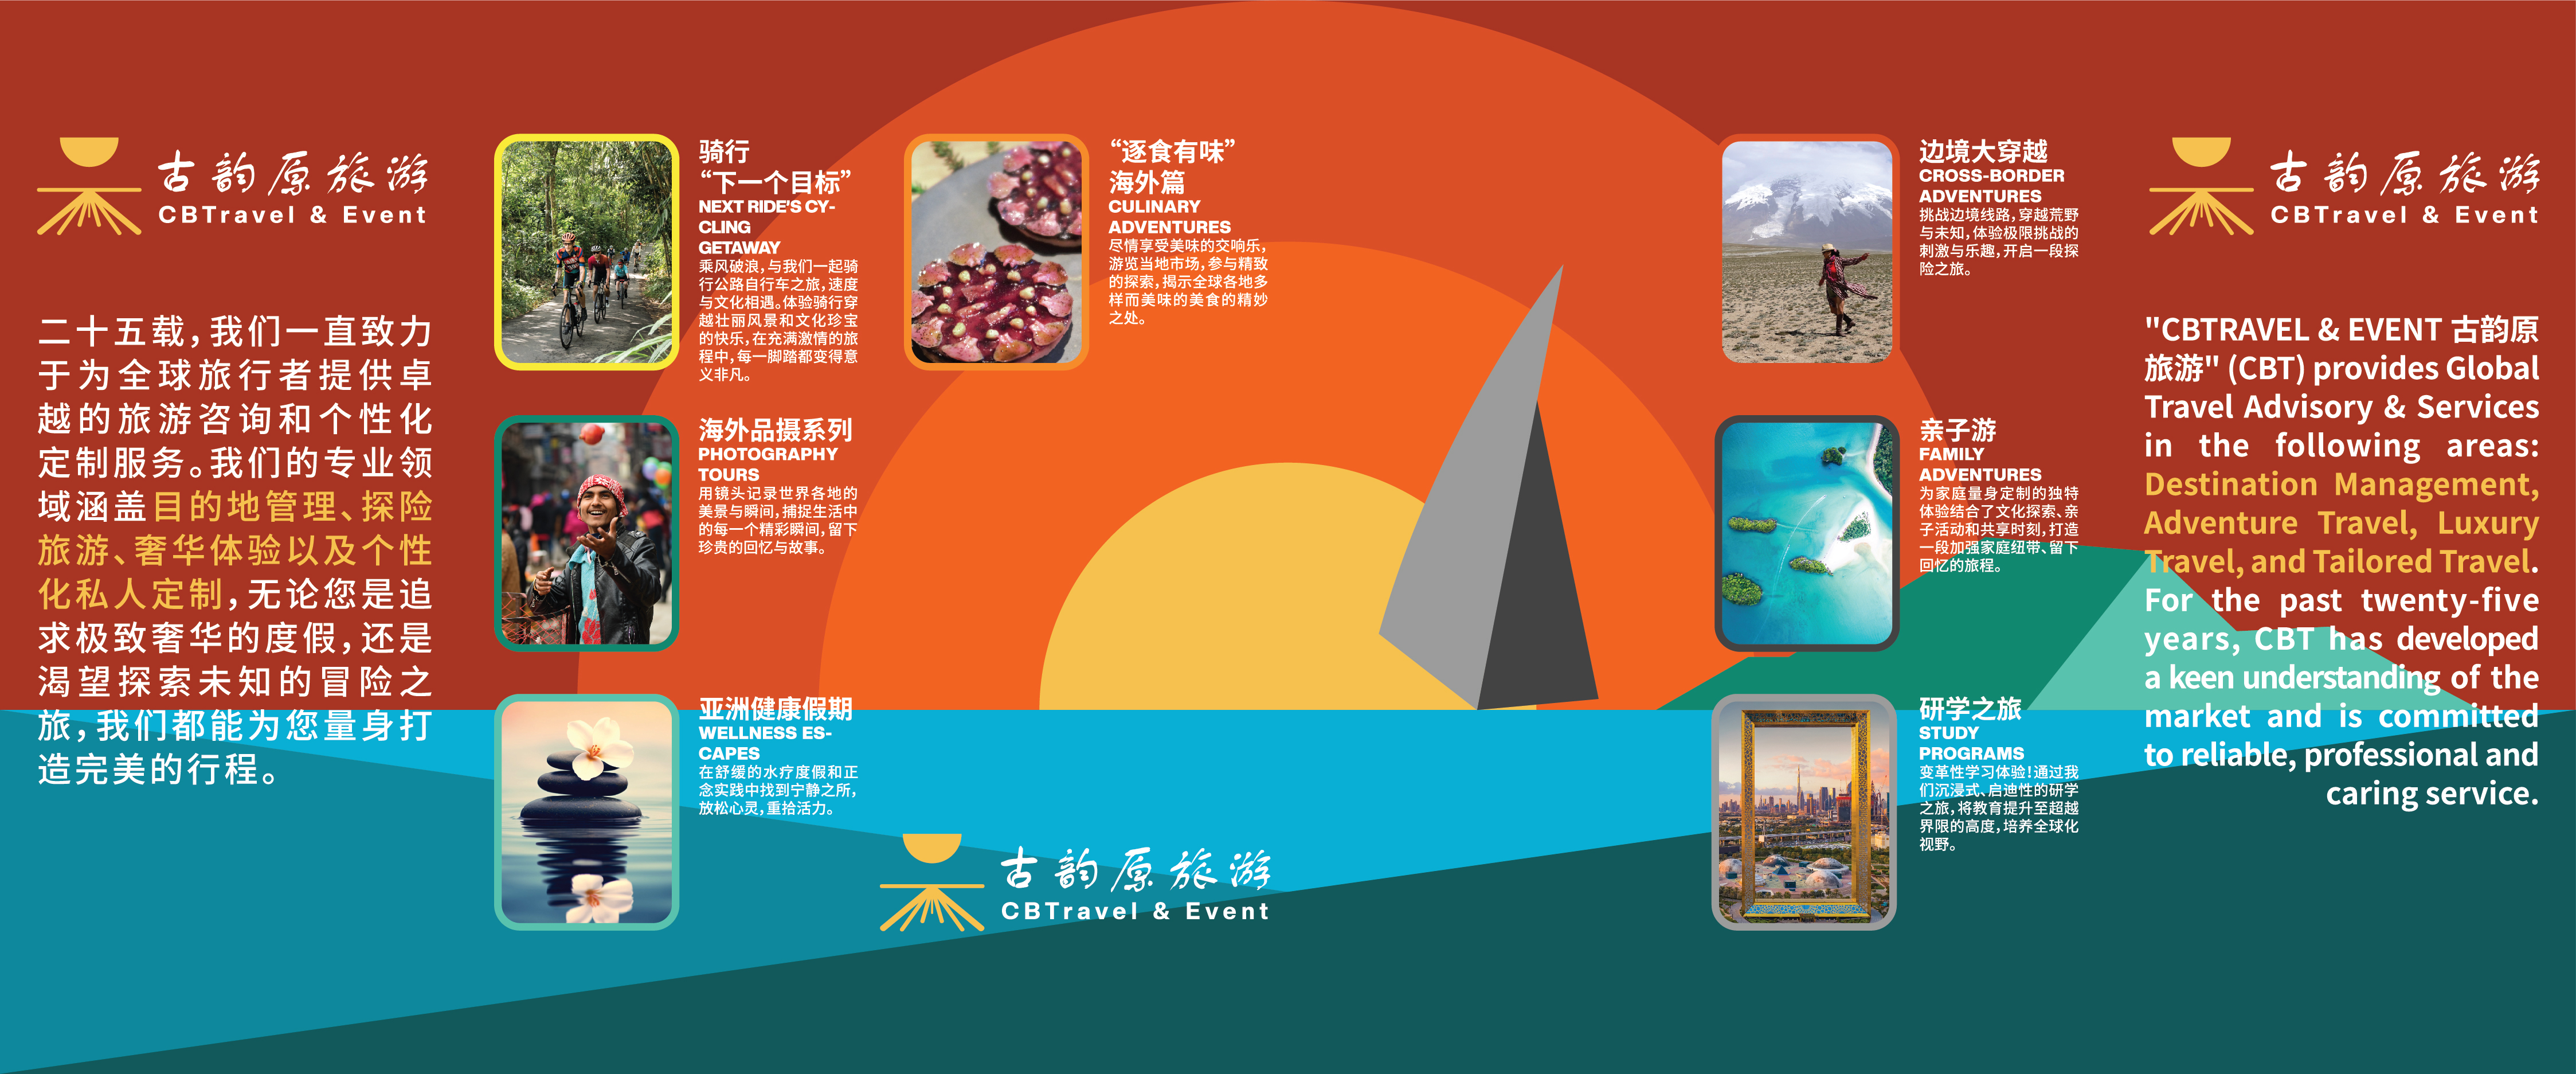 古韵原旅游
CBTravel & Event
二十五载，我们一直致力
于为全球旅行者提供卓
越的旅游咨询和个性化
定制服务。我们的专业领
域涵盖目的地管理、探险
旅游、奢华体验以及个性
化私人定制，无论您是追
求极致奢华的度假，还是
渴望探索未知的冒险之
旅，我们都能为您量身打
造完美的行程。
骑行
“下一个目标”
NEXT RIDE'S CY-
CLING
GETAWAY
乘风破浪，与我们一起骑
行公路自行车之旅，速度
与文化相遇。体验骑行穿
越壮丽风景和文化珍宝
的快乐，在充满激情的旅
程中，每一脚踏都变得意
义非凡。
海外品摄系列
PHOTOGRAPHY
TOURS
用镜头记录世界各地的
美景与瞬间，捕捉生活中
的每一个精彩瞬间，留下
珍贵的回忆与故事。
亚洲健康假期
WELLNESS ES-
CAPES
在舒缓的水疗度假和正
念实践中找到宁静之所，
放松心灵，重拾活力。
“逐食有味”
海外篇
CULINARY
ADVENTURES
尽情享受美味的交响乐，
游览当地市场，参与精致
的探索，揭示全球各地多
样而美味的美食的精妙
之处。
古韵原旅游
CBTravel & Event
边境大穿越
CROSS-BORDER
ADVENTURES
挑战边境线路，穿越荒野
与未知，体验极限挑战的
刺激与乐趣，开启一段探
险之旅。
亲子游
FAMILY
ADVENTURES
为家庭量身定制的独特
体验结合了文化探索、亲
子活动和共享时刻，打造
一段加强家庭纽带、留下
回忆的旅程。
研学之旅
STUDY
PROGRAMS
变革性学习体验！通过我
们沉浸式、启迪性的研学
之旅，将教育提升至超越
界限的高度，培养全球化
视野。
古韵原旅游
CBTravel & Event
"CBTRAVEL & EVENT 古韵原
旅游" (CBT) provides Global
Travel Advisory & Services
in the following areas:
Destination Management,
Adventure Travel, Luxury
Travel, and Tailored Travel.
For the past twenty-five
years, CBT has developed
a keen understanding of the
market and is committed
to reliable, professional and
caring service.